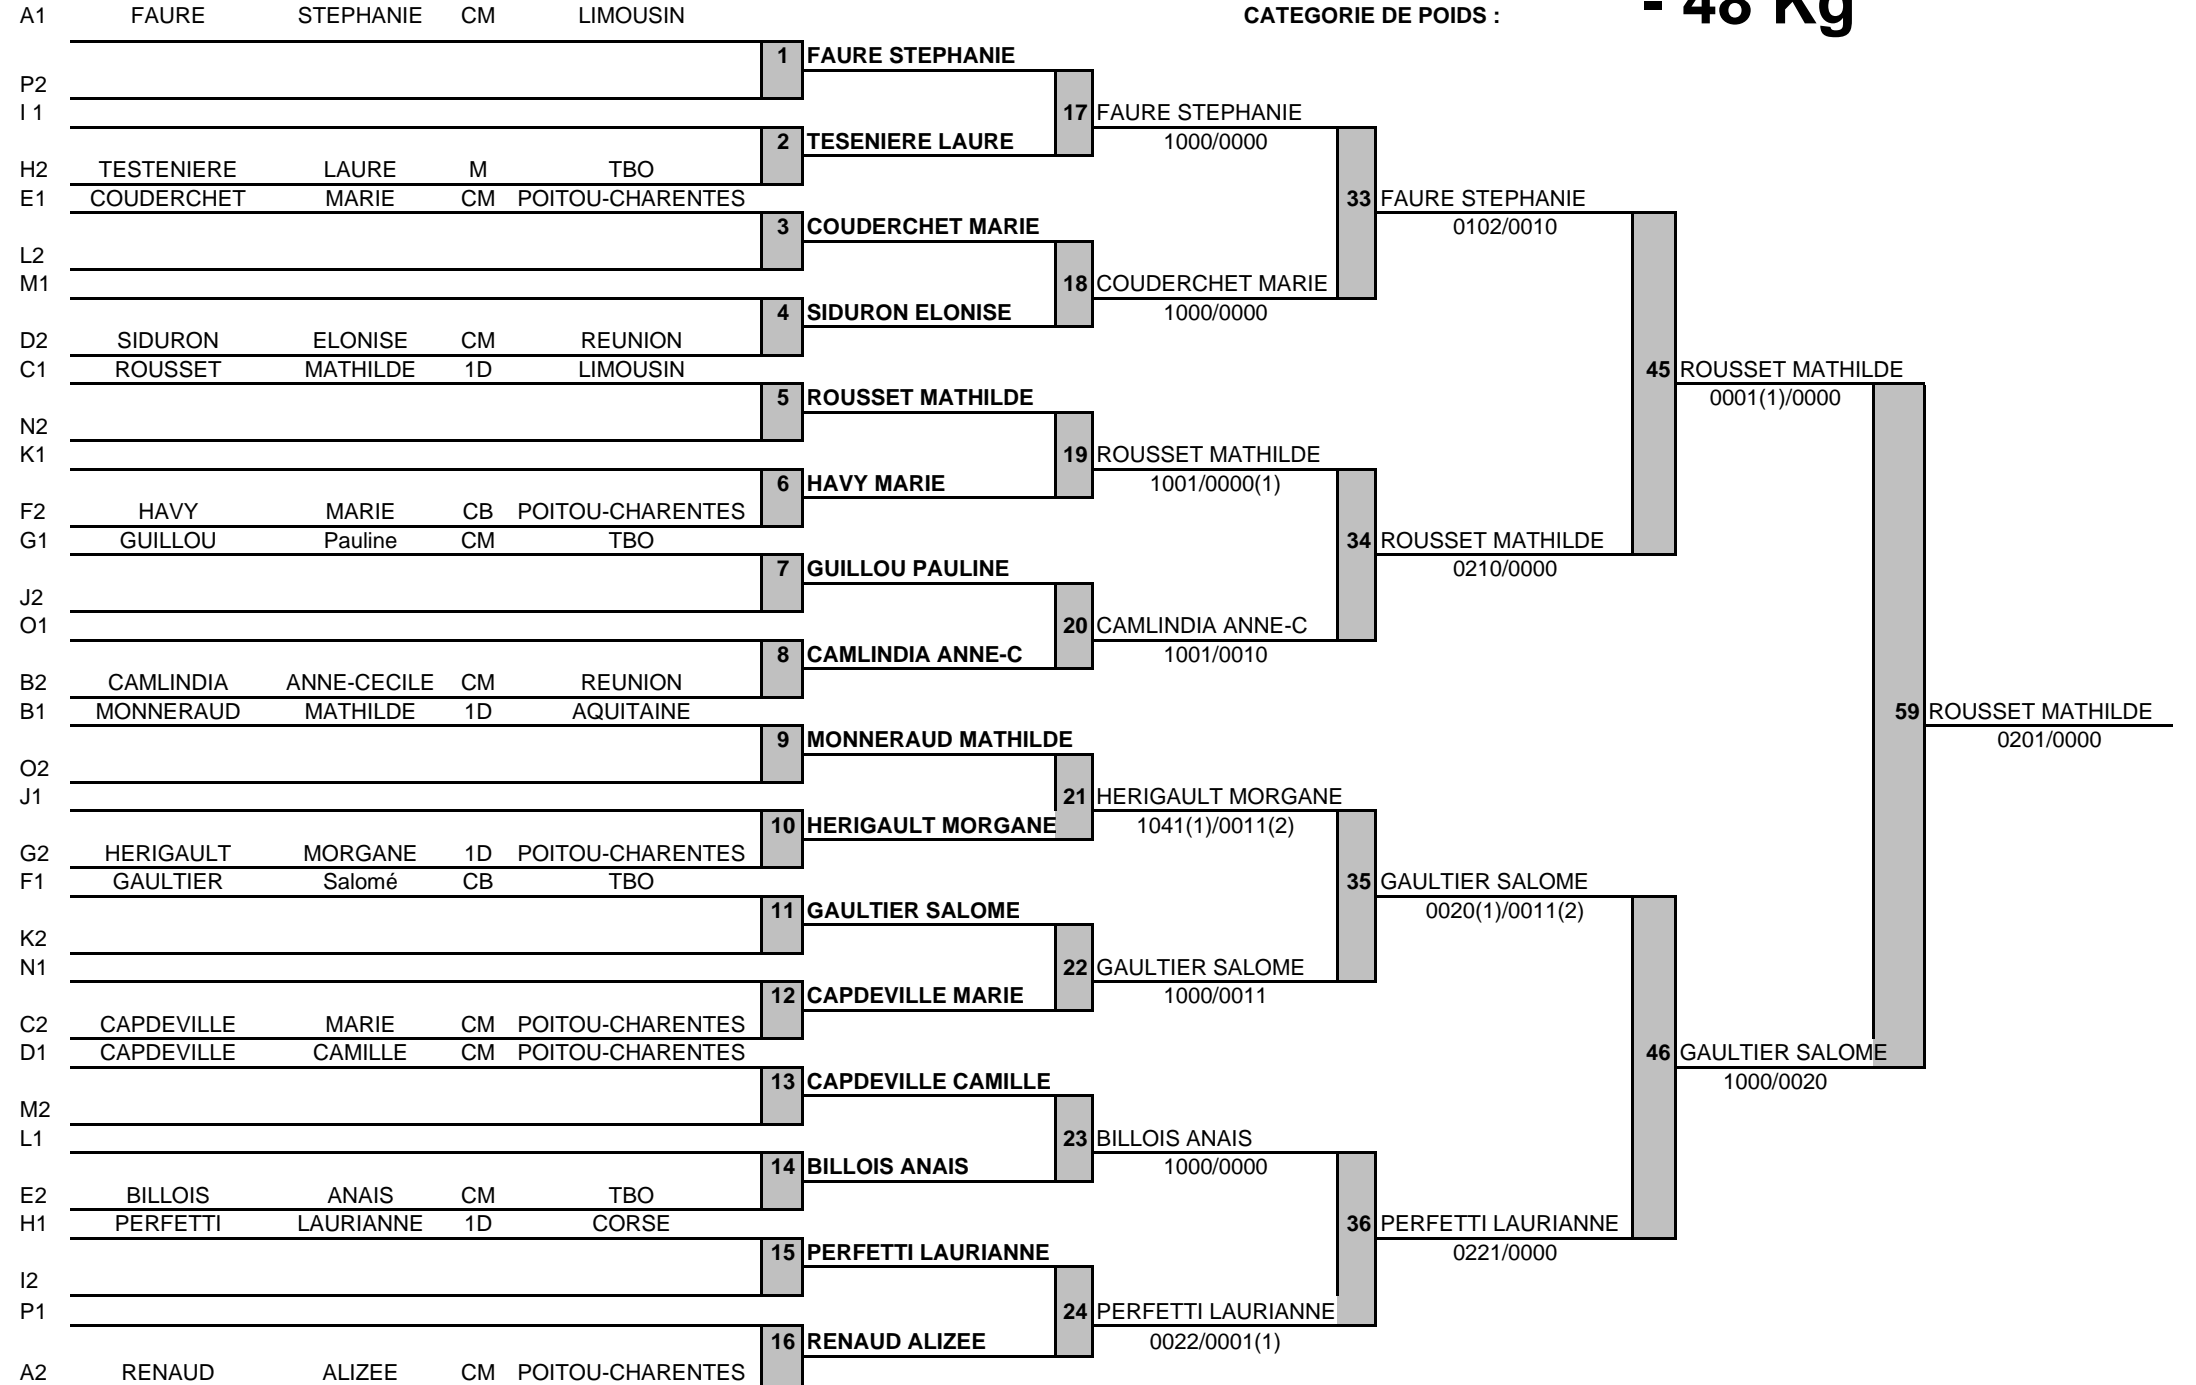 A1 FAURE STEPHANIE CM LIMOUSIN CATEGORIE DE POIDS : - 48 Kg
1 FAURE STEPHANIE
P2
I 1 17 FAURE STEPHANIE
2 TESENIERE LAURE 1000/0000
H2 TESTENIERE LAURE M TBO
E1 COUDERCHET MARIE CM POITOU-CHARENTES 33 FAURE STEPHANIE
3 COUDERCHET MARIE 0102/0010
L2
M1 18 COUDERCHET MARIE
4 SIDURON ELONISE 1000/0000
D2 SIDURON ELONISE CM REUNION
C1 ROUSSET MATHILDE 1D LIMOUSIN 45 ROUSSET MATHILDE
5 ROUSSET MATHILDE 0001(1)/0000
N2
K1 19 ROUSSET MATHILDE
6 HAVY MARIE 1001/0000(1)
F2 HAVY MARIE CB POITOU-CHARENTES
G1 GUILLOU Pauline CM TBO 34 ROUSSET MATHILDE
7 GUILLOU PAULINE 0210/0000
J2
O1 20 CAMLINDIA ANNE-C
8 CAMLINDIA ANNE-C 1001/0010
B2 CAMLINDIA ANNE-CECILE CM REUNION
B1 MONNERAUD MATHILDE 1D AQUITAINE 59 ROUSSET MATHILDE
9 MONNERAUD MATHILDE 0201/0000
O2
J1 21 HERIGAULT MORGANE
10 HERIGAULT MORGANE 1041(1)/0011(2)
G2 HERIGAULT MORGANE 1D POITOU-CHARENTES
F1 GAULTIER Salomé CB TBO 35 GAULTIER SALOME
11 GAULTIER SALOME 0020(1)/0011(2)
K2
N1 22 GAULTIER SALOME
12 CAPDEVILLE MARIE 1000/0011
C2 CAPDEVILLE MARIE CM POITOU-CHARENTES
D1 CAPDEVILLE CAMILLE CM POITOU-CHARENTES 46 GAULTIER SALOME
13 CAPDEVILLE CAMILLE 1000/0020
M2
L1 23 BILLOIS ANAIS
14 BILLOIS ANAIS 1000/0000
E2 BILLOIS ANAIS CM TBO
H1 PERFETTI LAURIANNE 1D CORSE 36 PERFETTI LAURIANNE
15 PERFETTI LAURIANNE 0221/0000
I2
P1 24 PERFETTI LAURIANNE
16 RENAUD ALIZEE 0022/0001(1)
A2 RENAUD ALIZEE CM POITOU-CHARENTES